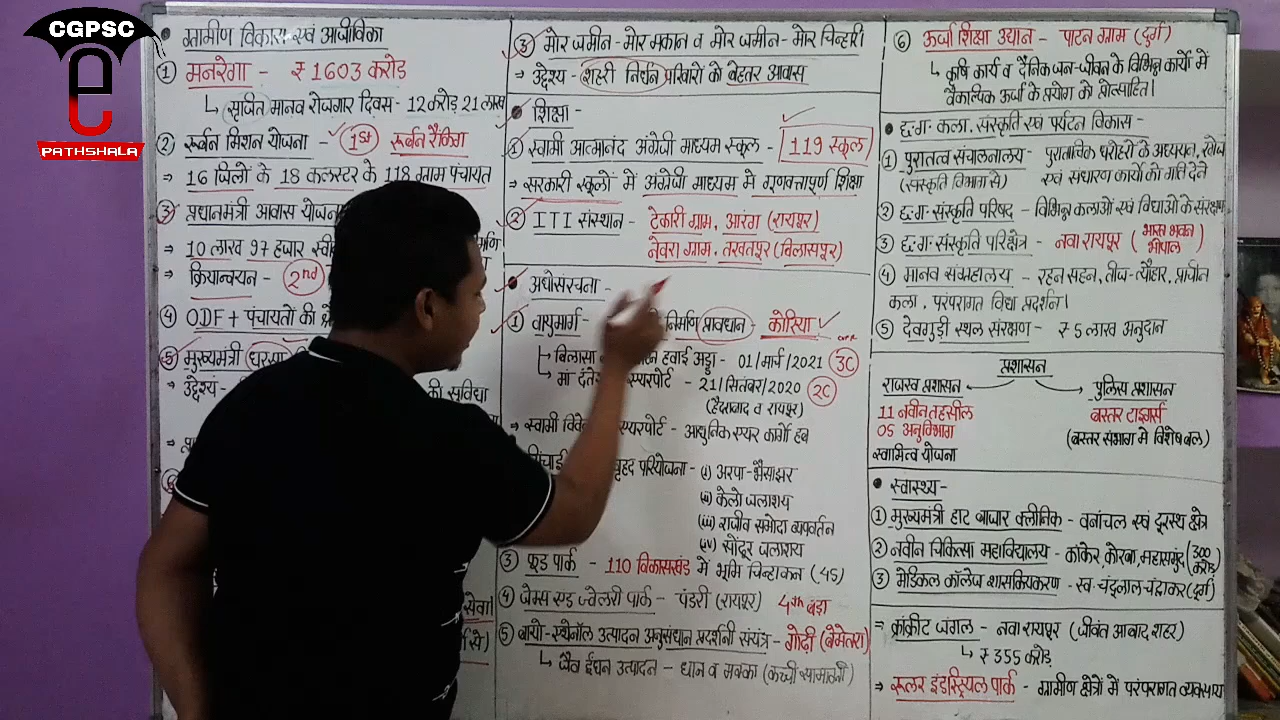 CGPSC
e
PATHSHALA
ग्रामीण विकास एवं आजीविका
① मनरेगा - ₹ 1603 करोड़
↳ सृजित मानव रोजगार दिवस - 12 करोड़ 21 लाख
② रूर्बन मिशन योजना - 1st रूर्बन रैंकिंग
⇒ 16 जिलों के 18 कलस्टर के 118 ग्राम पंचायत
③ प्रधानमंत्री आवास योजना
⇒ 10 लाख 97 हजार
⇒ क्रियान्वयन - 2nd
④ ODF+ पंचायतों
⑤ मुख्यमंत्री
⇒ उद्देश्य - की सुविधा
सेवा।
③ मोर जमीन-मोर मकान व मोर जमीन-मोर चिन्हारी
⇒ उद्देश्य - शहरी निर्धन परिवारों को बेहतर आवास
• शिक्षा -
① स्वामी आत्मानंद अंग्रेजी माध्यम स्कूल - 119 स्कूल
⇒ सरकारी स्कूलों में अंग्रेजी माध्यम में गुणवत्तापूर्ण शिक्षा
② ITI संस्थान - टेकारी ग्राम, आरंग (रायपुर)
नेवरा ग्राम, तखतपुर (बिलासपुर)
• अधोसंरचना -
① वायुमार्ग - निर्माण प्रावधान - कोरिया
↳ बिलासा हवाई अड्डा - 01/मार्च/2021 3C
↳ मां एयरपोर्ट - 21/सितंबर/2020 2C
(हैदराबाद व रायपुर)
⇒ स्वामी एयरपोर्ट - आधुनिक एयर कार्गो हब
परियोजना - (i) अरपा-भैंसाझर
(ii) केलो जलाशय
(iii) राजीव समोदा व्यपवर्तन
(iv) सोंदूर जलाशय
③ फूड पार्क - 110 विकासखंड में भूमि चिन्हांकन (45)
④ जेम्स एण्ड ज्वेलरी पार्क - पंडरी (रायपुर) 4th बड़ा
⑤ बायो-एथेनॉल उत्पादन अनुसंधान प्रदर्शनी संयंत्र - गोढ़ी (बेमेतरा)
↳ जैव ईंधन उत्पादन - धान व मक्का (कच्ची सामाग्री)
⑥ ऊर्जा शिक्षा उद्यान - पाटन ग्राम (दुर्ग)
↳ कृषि कार्य व दैनिक जन-जीवन के विभिन्न कार्यों में
वैकल्पिक ऊर्जा के प्रयोग को प्रोत्साहित।
• छ.ग. कला, संस्कृति एवं पर्यटन विकास -
① पुरातत्व संचालनालय - पुरातात्विक धरोहरों के अध्ययन, खोज
(संस्कृति विभाग से) एवं संधारण कार्यों को गति देने
② छ.ग. संस्कृति परिषद - विभिन्न कलाओं एवं विधाओं के संरक्षण
③ छ.ग. संस्कृति परिक्षेत्र - नवा रायपुर (भारत भवन भोपाल)
④ मानव संग्रहालय - रहन सहन, तीज-त्यौहार, प्राचीन
कला, परंपरागत विधा प्रदर्शन।
⑤ देवगुड़ी स्थल संरक्षण - ₹ 5 लाख अनुदान
प्रशासन
राजस्व प्रशासन पुलिस प्रशासन
11 नवीन तहसील बस्तर टाइगर्स
05 अनुविभाग (बस्तर संभाग में विशेष बल)
स्वामित्व योजना
• स्वास्थ्य -
① मुख्यमंत्री हाट बाजार क्लीनिक - वनांचल एवं दूरस्थ क्षेत्र
② नवीन चिकित्सा महाविद्यालय - कांकेर, कोरबा, महासमुंद (300 करोड़)
③ मेडिकल कॉलेज शासकियकरण - स्व. चंदूलाल चंद्राकर (दुर्ग)
⇒ क्रांक्रीट जंगल - नवा रायपुर (जीवंत आबाद शहर)
↳ ₹ 355 करोड़
⇒ रूलर इंडस्ट्रियल पार्क - ग्रामीण क्षेत्रों में परंपरागत व्यवसाय